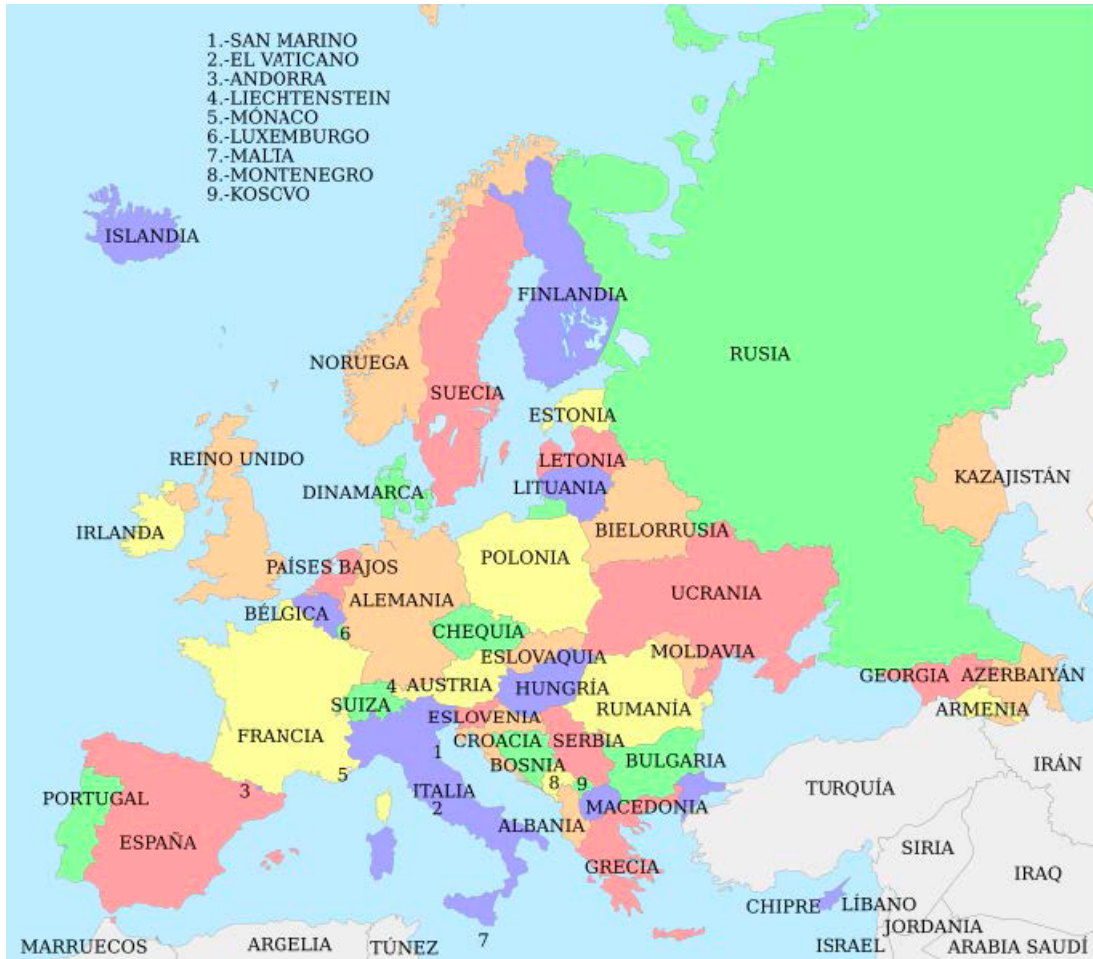 1.-SAN MARINO
2.-EL VATICANO
3.-ANDORRA
4.-LIECHTENSTEIN
5.-MÓNACO
6.-LUXEMBURGO
7.-MALTA
8.-MONTENEGRO
9.-KOSCVO
ISLANDIA
FINLANDIA
RUSIA
NORUEGA
SUECIA
ESTONIA
REINO UNIDO
LETONIA
KAZAJISTÁN
DINAMARCA
LITUANIA
IRLANDA
BIELORRUSIA
POLONIA
PAÍSES BAJOS
ALEMANIA
UCRANIA
BÉLGICA
6
CHEQUIA
ESLOVAQUIA
MOLDAVIA
GEORGIA
AZERBAIYÁN
4
AUSTRIA
HUNGRÍA
SUIZA
RUMANÍA
ARMENIA
ESLOVENIA
FRANCIA
CROACIA
SERBIA
1
BOSNIA
BULGARIA
IRÁN
5
8
9
3
ITALIA
TURQUÍA
PORTUGAL
2
MACEDONIA
ALBANIA
ESPAÑA
SIRIA
GRECIA
IRAQ
CHIPRE
LÍBANO
JORDANIA
7
MARRUECOS
ARGELIA
TÚNEZ
ISRAEL
ARABIA SAUDÍ